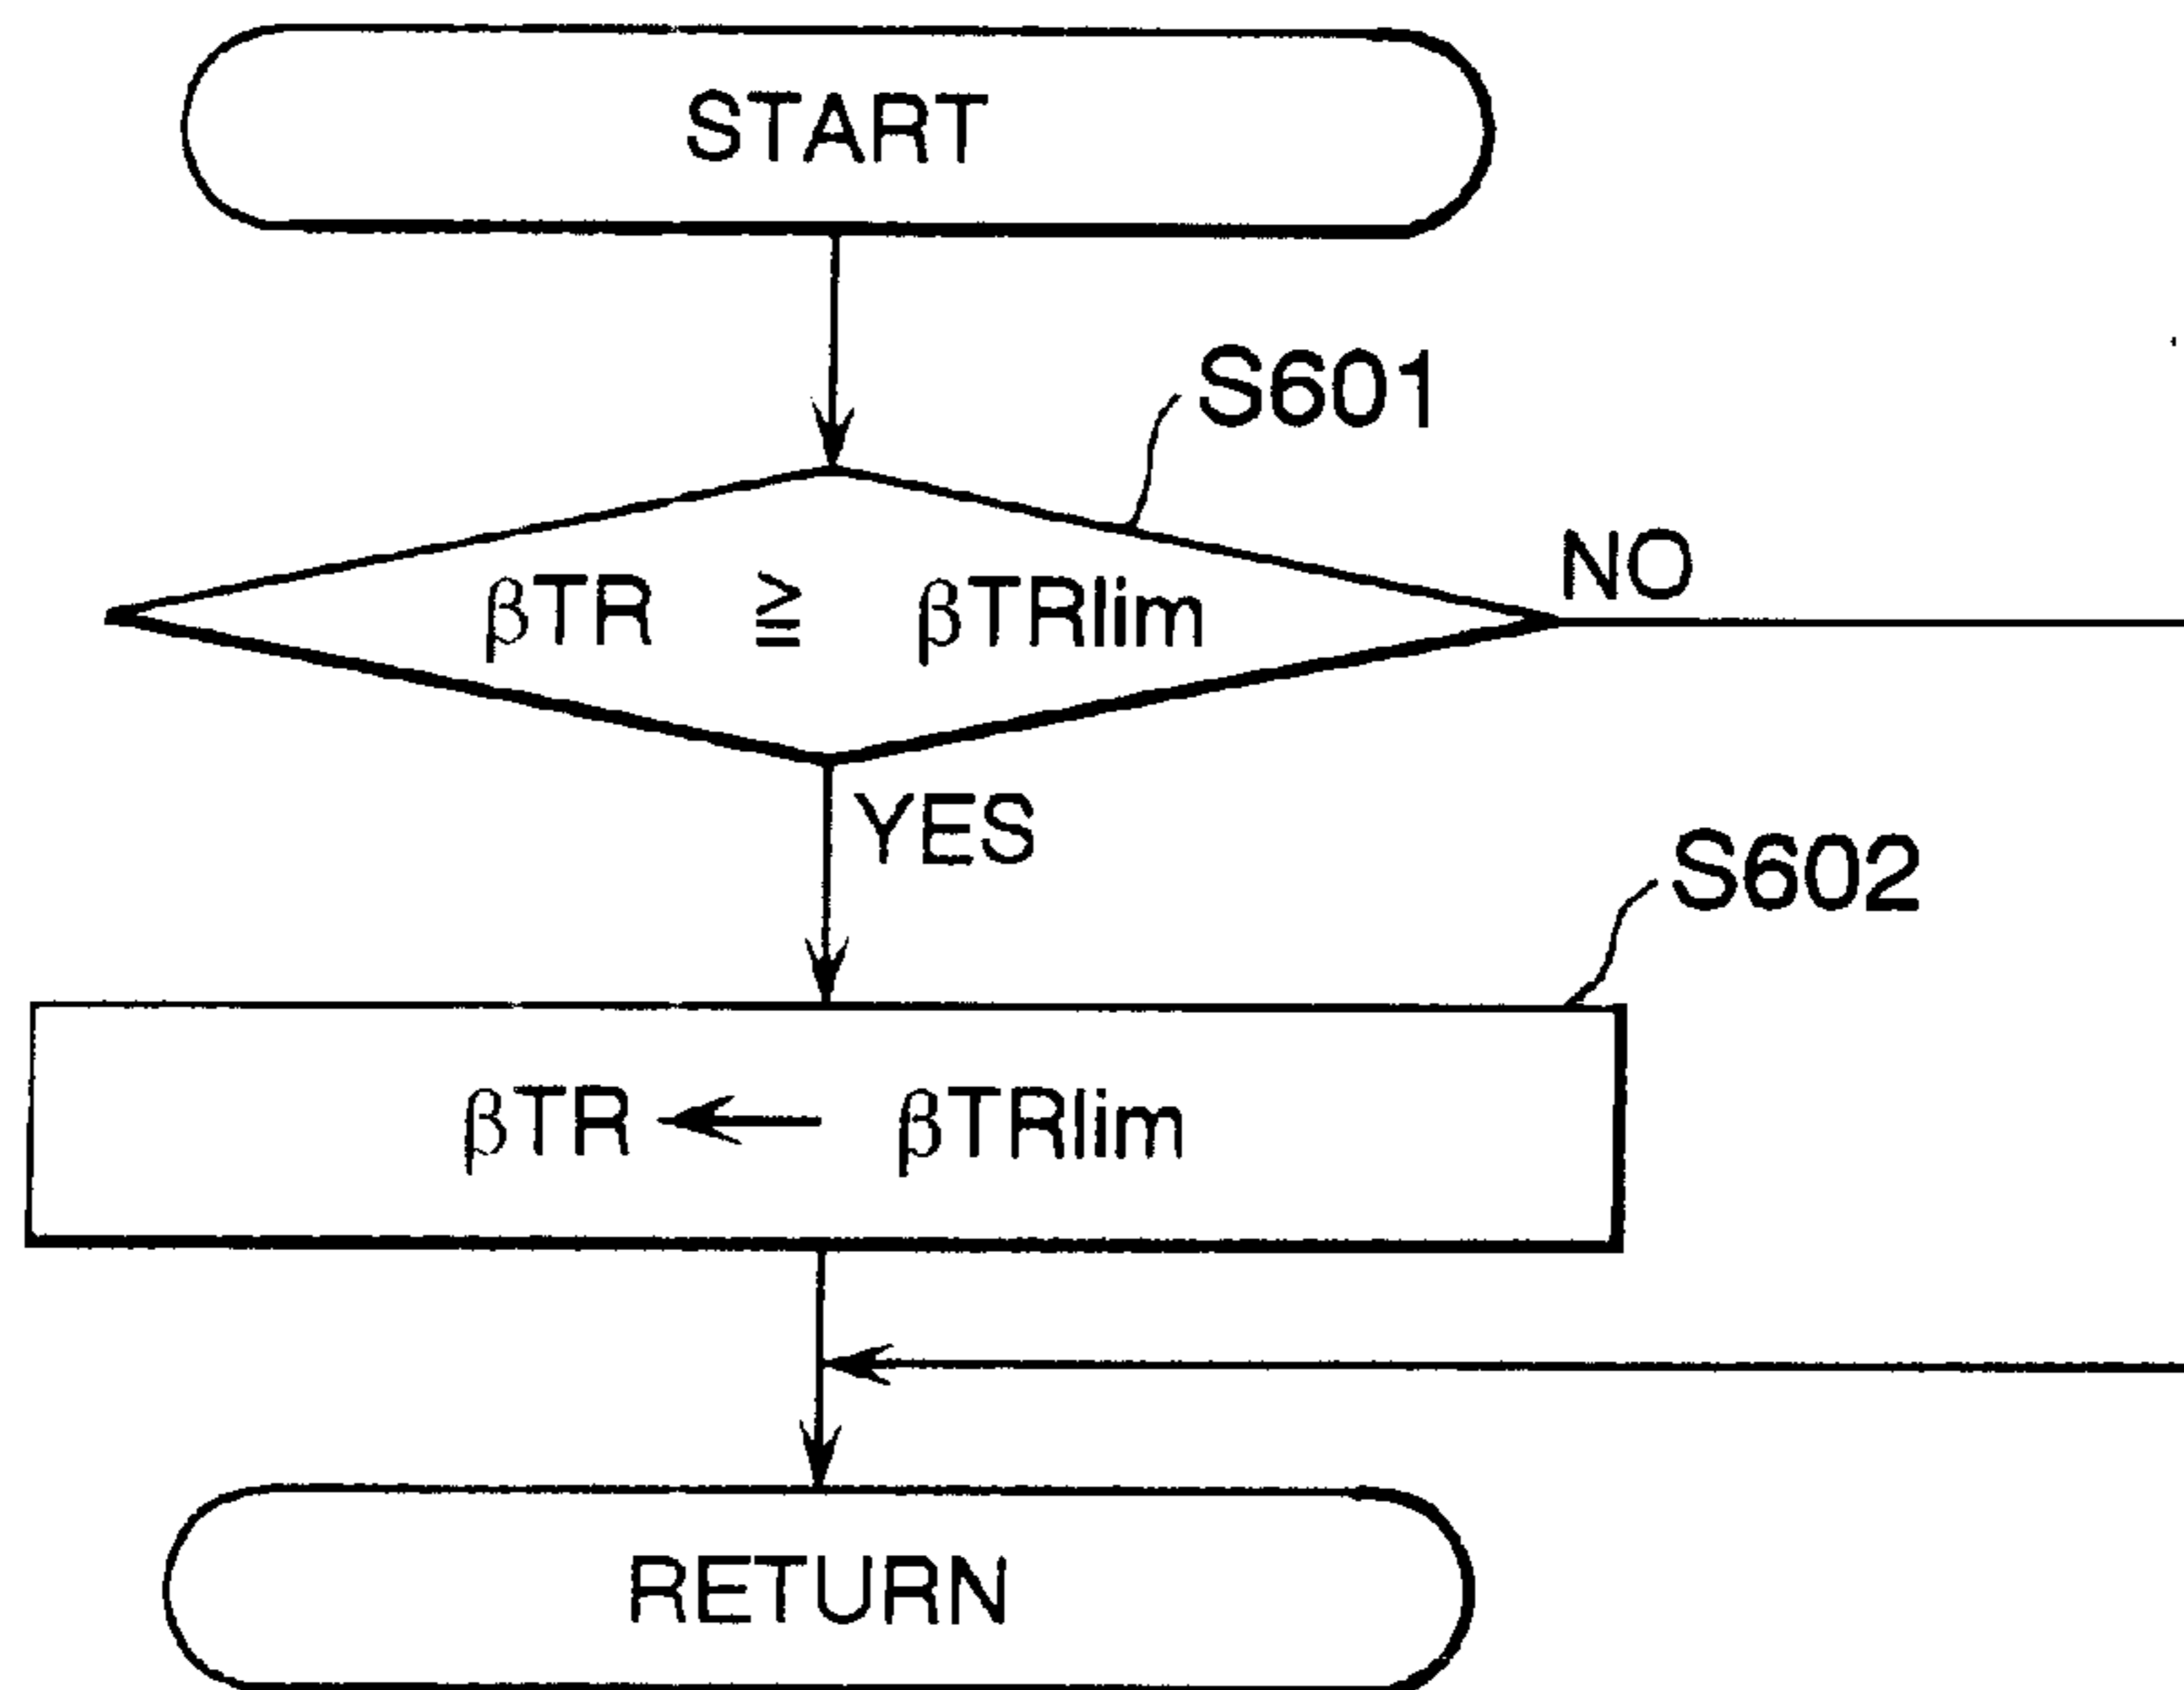 START
S601
βTR ≧ βTRlim
NO
YES
S602
βTR ← βTRlim
RETURN